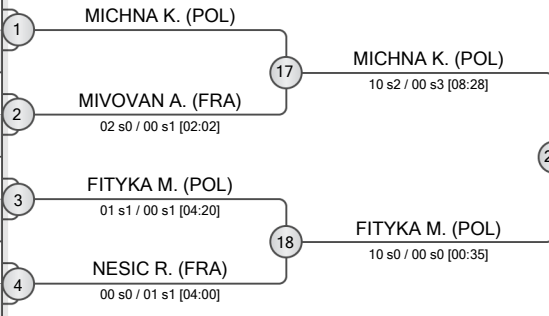 1
MICHNA K. (POL)
17
MICHNA K. (POL)
10 s2 / 00 s3 [08:28]
2
MIVOVAN A. (FRA)
02 s0 / 00 s1 [02:02]
3
FITYKA M. (POL)
01 s1 / 00 s1 [04:20]
18
FITYKA M. (POL)
10 s0 / 00 s0 [00:35]
4
NESIC R. (FRA)
00 s0 / 01 s1 [04:00]